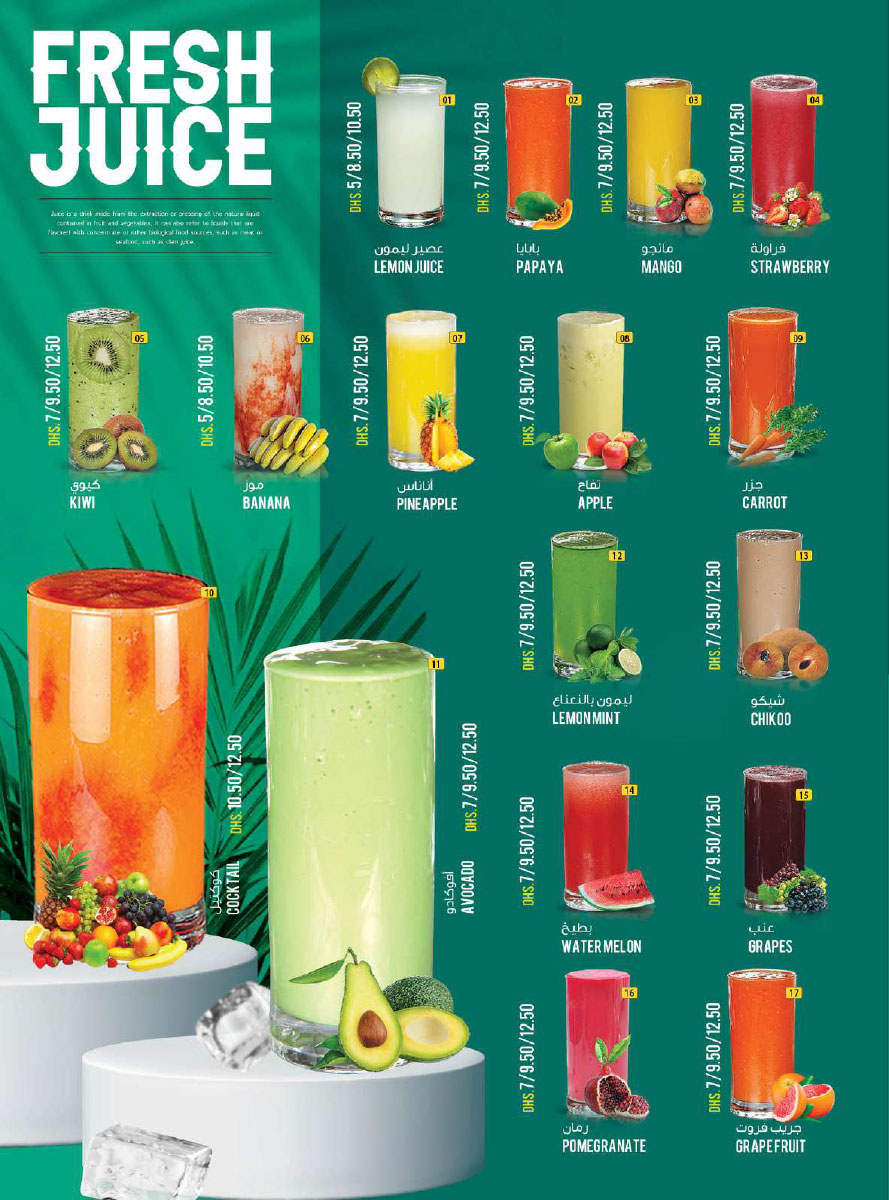 FRESH
JUICE
Juice is a drink made from the extraction or pressing of the natural liquid
contained in fruit and vegetables. It can also refer to liquids that are
flavored with concentrate or other biological food sources, such as meat or
seafood, such as clam juice.
01
DHS. 5/8.50/10.50
عصير ليمون
LEMON JUICE
02
DHS. 7/9.50/12.50
بابايا
PAPAYA
03
DHS. 7/9.50/12.50
مانجو
MANGO
04
DHS. 7/9.50/12.50
فراولة
STRAWBERRY
05
DHS. 7/9.50/12.50
كيوي
KIWI
06
DHS. 5/8.50/10.50
موز
BANANA
07
DHS. 7/9.50/12.50
أناناس
PINEAPPLE
08
DHS. 7/9.50/12.50
تفاح
APPLE
09
DHS. 7/9.50/12.50
جزر
CARROT
10
DHS. 10.50/12.50
كوكتيل
COCKTAIL
11
DHS. 7/9.50/12.50
أفوكادو
AVOCADO
12
DHS. 7/9.50/12.50
ليمون بالنعناع
LEMON MINT
13
DHS. 7/9.50/12.50
شيكو
CHIKOO
14
DHS. 7/9.50/12.50
بطيخ
WATER MELON
15
DHS. 7/9.50/12.50
عنب
GRAPES
16
DHS. 7/9.50/12.50
رمان
POMEGRANATE
17
DHS. 7/9.50/12.50
جريب فروت
GRAPE FRUIT